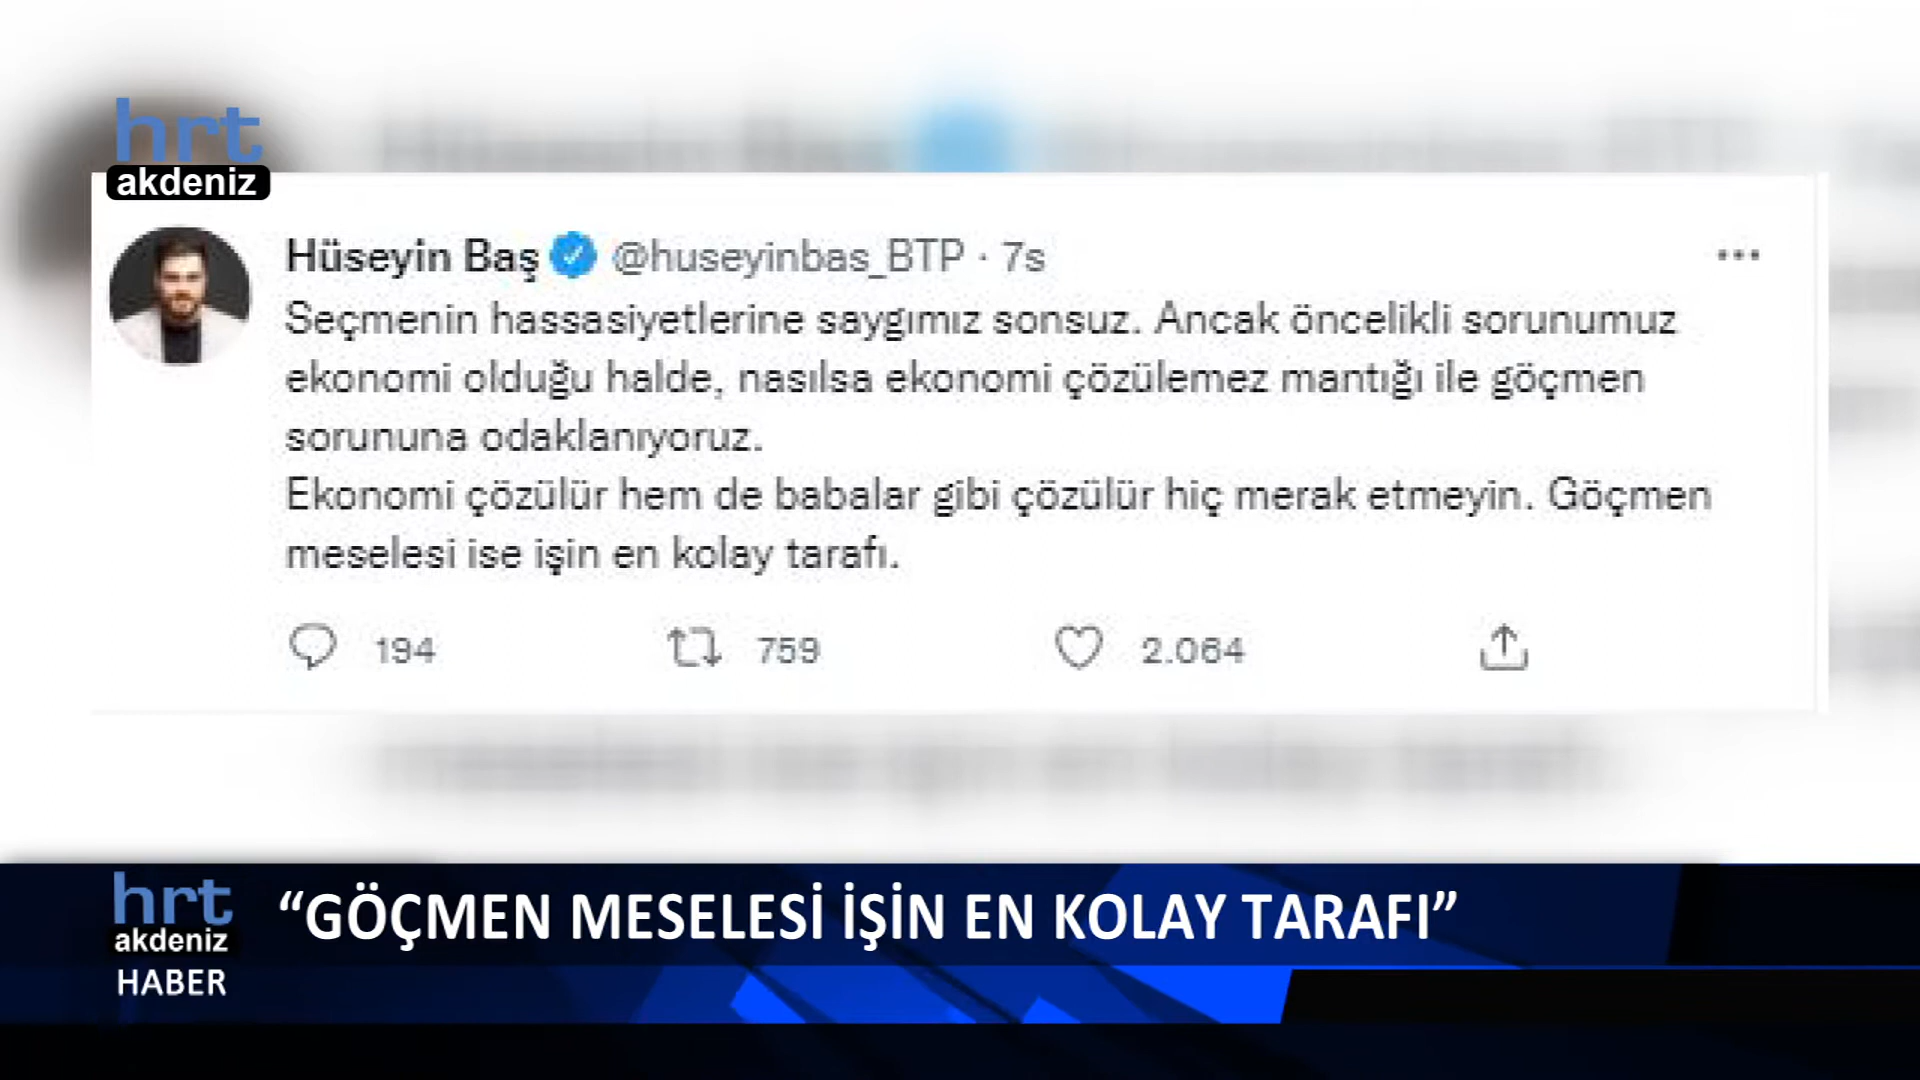 hrt
akdeniz
Hüseyin Baş @huseyinbas_BTP · 7s
Seçmenin hassasiyetlerine saygımız sonsuz. Ancak öncelikli sorunumuz
ekonomi olduğu halde, nasılsa ekonomi çözülemez mantığı ile göçmen
sorununa odaklanıyoruz.
Ekonomi çözülür hem de babalar gibi çözülür hiç merak etmeyin. Göçmen
meselesi ise işin en kolay tarafı.
194 759 2.064
hrt
akdeniz
HABER
“GÖÇMEN MESELESİ İŞİN EN KOLAY TARAFI”